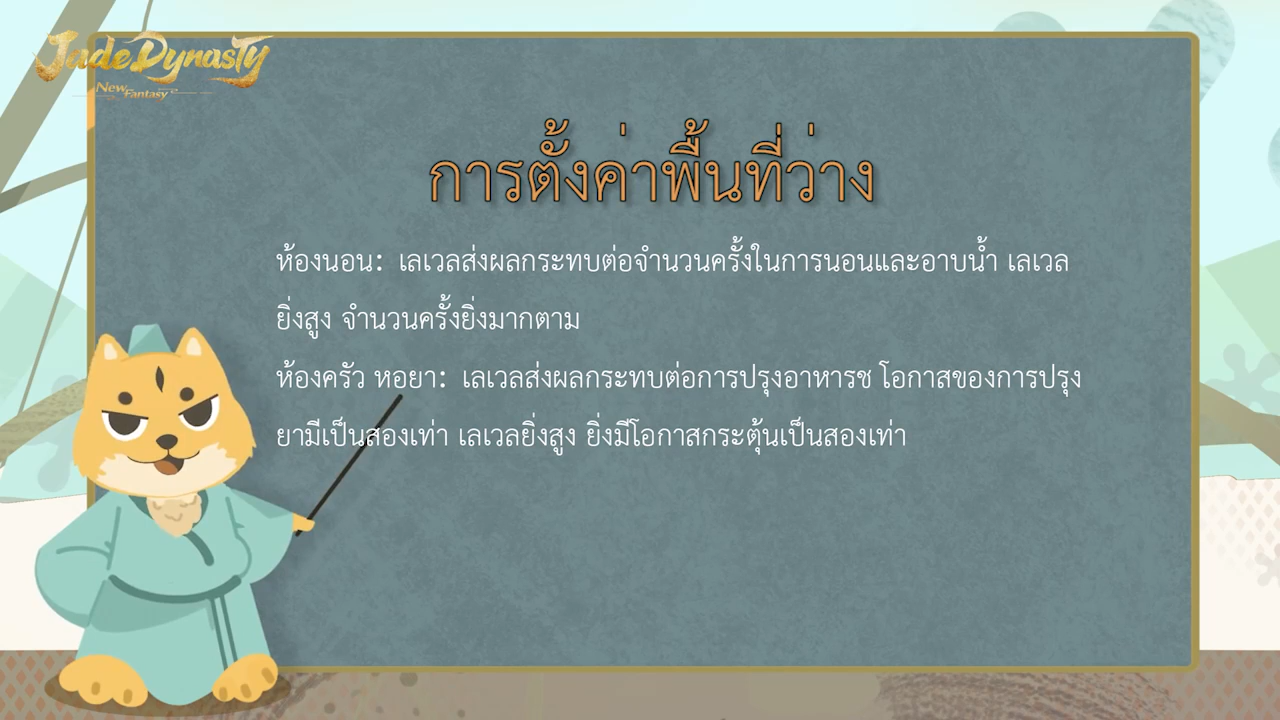 Jade Dynasty
New Fantasy
การตั้งค่าพื้นที่ว่าง
ห้องนอน: เลเวลส่งผลกระทบต่อจำนวนครั้งในการนอนและอาบน้ำ เลเวล
ยิ่งสูง จำนวนครั้งยิ่งมากตาม
ห้องครัว หอยา: เลเวลส่งผลกระทบต่อการปรุงอาหารช โอกาสของการปรุง
ยามีเป็นสองเท่า เลเวลยิ่งสูง ยิ่งมีโอกาสกระตุ้นเป็นสองเท่า